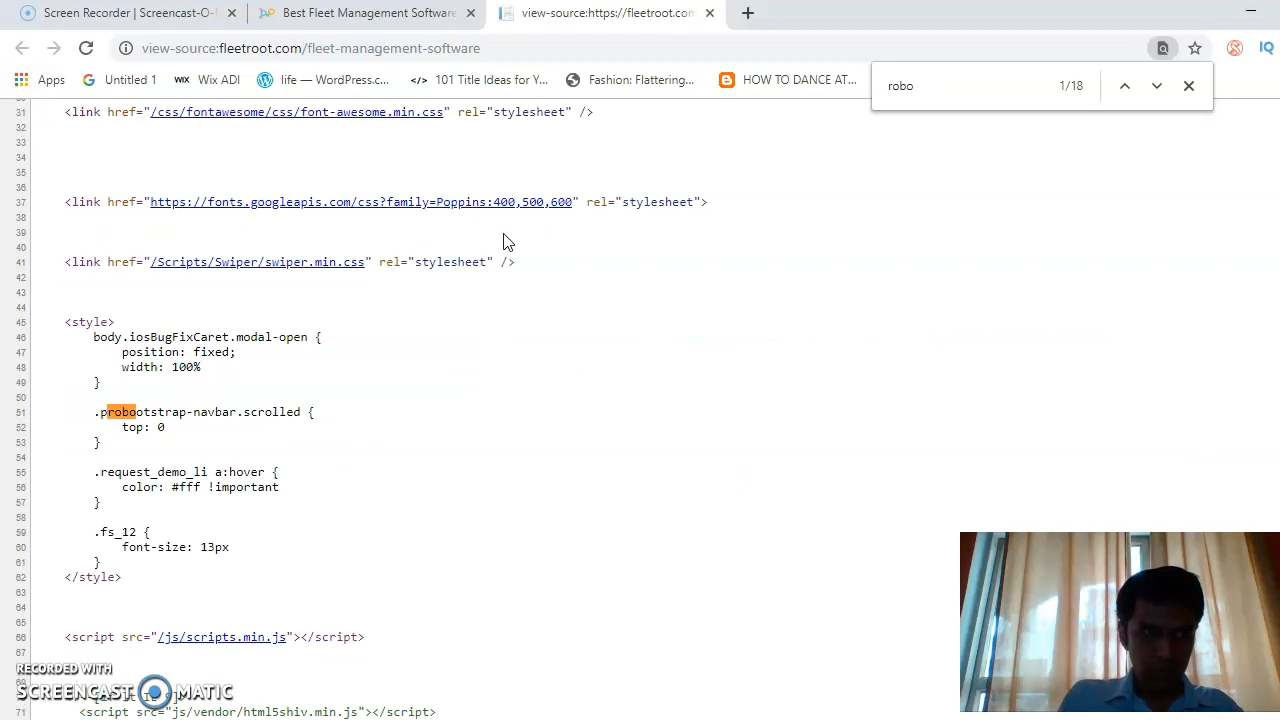 Screen Recorder | Screencast-O-
Best Fleet Management Software
view-source:https://fleetroot.com
view-source:fleetroot.com/fleet-management-software
Apps
Untitled 1
WIX Wix ADI
life — WordPress.c...
</> 101 Title Ideas for Y...
Fashion: Flattering...
HOW TO DANCE AT...
IQ
robo
1/18
31 <link href="/css/fontawesome/css/font-awesome.min.css" rel="stylesheet" />
32
33
34
35
36
37 <link href="https://fonts.googleapis.com/css?family=Poppins:400,500,600" rel="stylesheet">
38
39
40
41 <link href="/Scripts/Swiper/swiper.min.css" rel="stylesheet" />
42
43
44
45 <style>
46 body.iosBugFixCaret.modal-open {
47 position: fixed;
48 width: 100%
49 }
50
51 .probootstrap-navbar.scrolled {
52 top: 0
53 }
54
55 .request_demo_li a:hover {
56 color: #fff !important
57 }
58
59 .fs_12 {
60 font-size: 13px
61 }
62 </style>
63
64
65
66 <script src="/js/scripts.min.js"></script>
67
RECORDED WITH
SCREENCAST MATIC
71 <script src="js/vendor/html5shiv.min.js"></script>